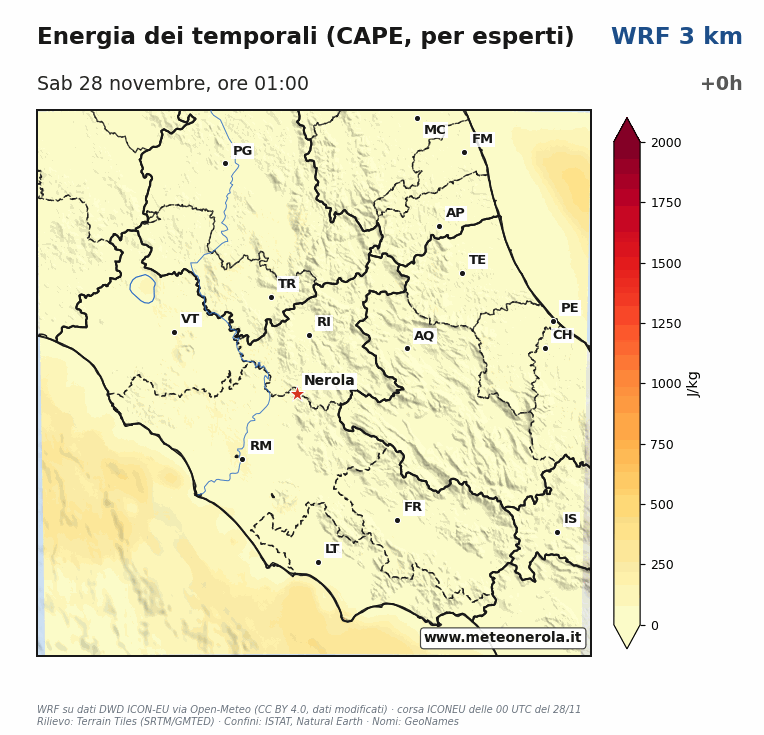 Energia dei temporali (CAPE, per esperti)
WRF 3 km
Sab 28 novembre, ore 01:00
+0h
MC
FM
PG
AP
TE
TR
PE
VT
RI
AQ
CH
Nerola
RM
FR
IS
LT
www.meteonerola.it
2000
1750
1500
1250
1000
750
500
250
0
J/kg
WRF su dati DWD ICON-EU via Open-Meteo (CC BY 4.0, dati modificati) · corsa ICONEU delle 00 UTC del 28/11
Rilievo: Terrain Tiles (SRTM/GMTED) · Confini: ISTAT, Natural Earth · Nomi: GeoNames